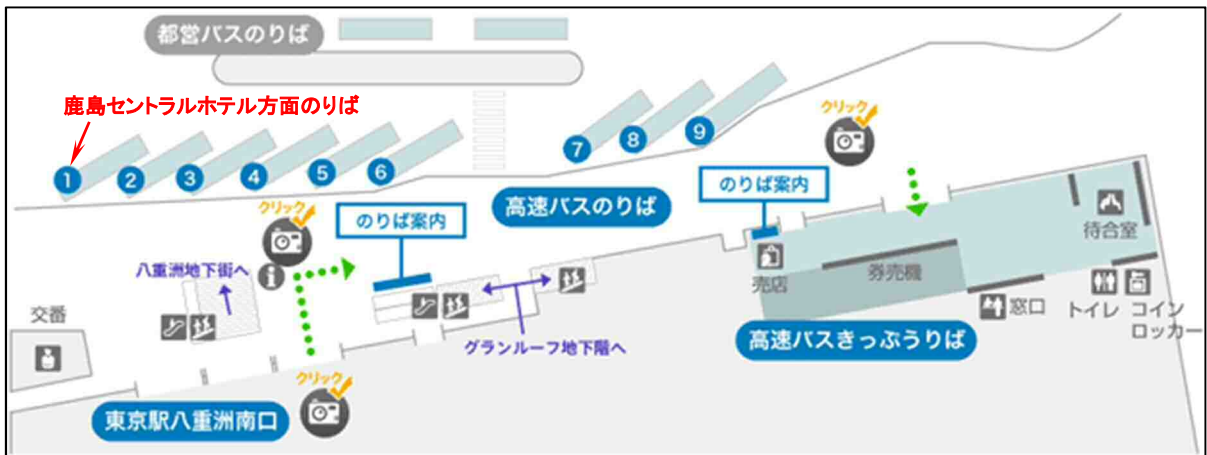 都営バスのりば
鹿島セントラルホテル方面のりば
1
2
3
4
5
6
7
8
9
クリック
のりば案内
高速バスのりば
クリック
のりば案内
待合室
八重洲地下街へ
i
売店
券売機
交番
窓口
トイレ
コイン
ロッカー
グランルーフ地下階へ
高速バスきっぷうりば
クリック
東京駅八重洲南口